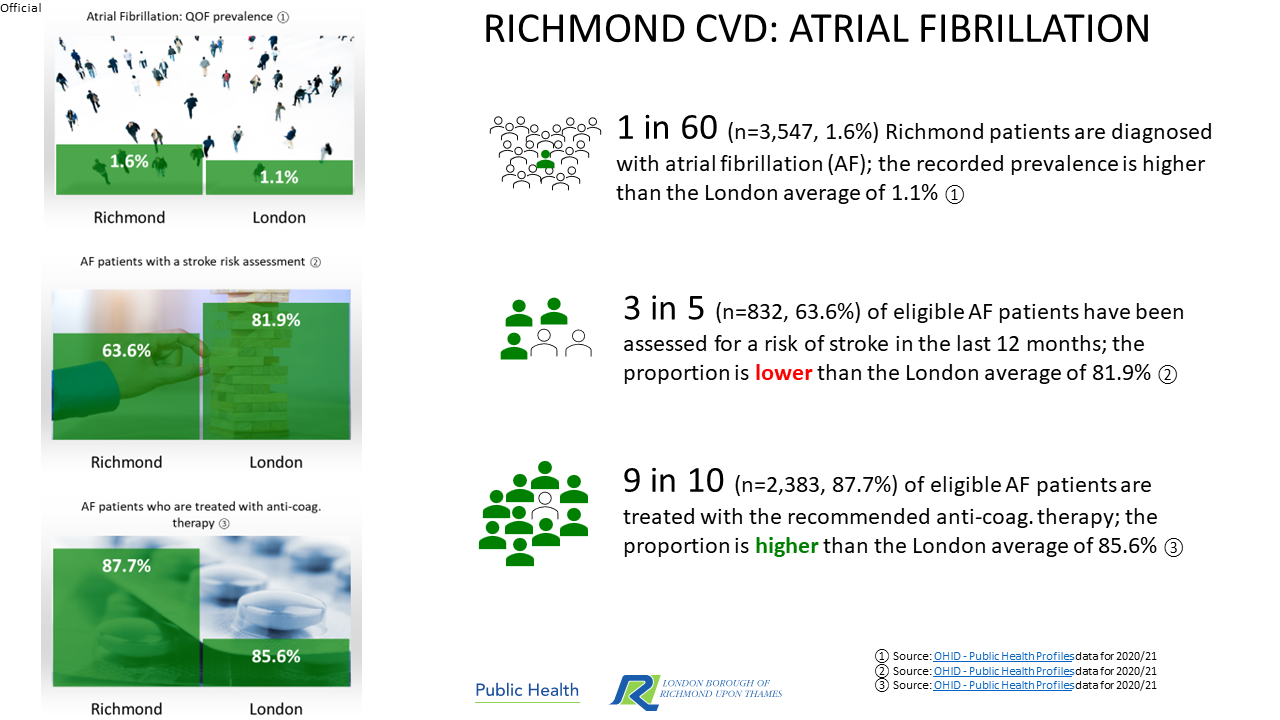 Official
Atrial Fibrillation: QOF prevalence ①
1.6%
1.1%
Richmond
London
AF patients with a stroke risk assessment ②
81.9%
63.6%
Richmond
London
AF patients who are treated with anti-coag.
therapy ③
87.7%
85.6%
Richmond
London
RICHMOND CVD: ATRIAL FIBRILLATION
1 in 60 (n=3,547, 1.6%) Richmond patients are diagnosed
with atrial fibrillation (AF); the recorded prevalence is higher
than the London average of 1.1% ①
3 in 5 (n=832, 63.6%) of eligible AF patients have been
assessed for a risk of stroke in the last 12 months; the
proportion is lower than the London average of 81.9% ②
9 in 10 (n=2,383, 87.7%) of eligible AF patients are
treated with the recommended anti-coag. therapy; the
proportion is higher than the London average of 85.6% ③
① Source: OHID - Public Health Profiles data for 2020/21
② Source: OHID - Public Health Profiles data for 2020/21
③ Source: OHID - Public Health Profiles data for 2020/21
Public Health
LONDON BOROUGH OF
RICHMOND UPON THAMES